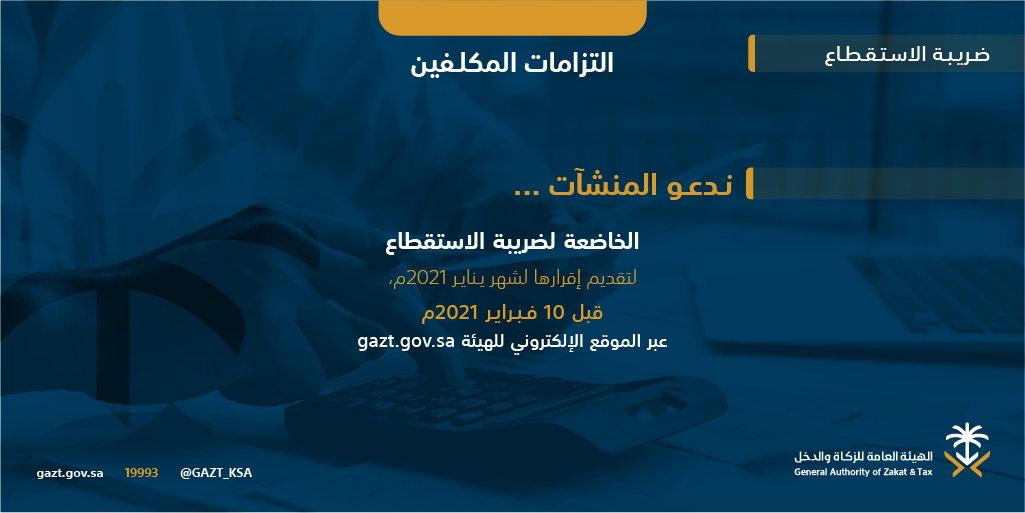 ضريبة الاستقطاع
التزامات المكلفين
ندعو المنشآت ...
الخاضعة لضريبة الاستقطاع
لتقديم إقرارها لشهر يناير 2021م،
قبل 10 فبراير 2021م
عبر الموقع الإلكتروني للهيئة gazt.gov.sa
الهيئة العامة للزكاة والدخل
General Authority of Zakat & Tax
gazt.gov.sa 19993 @GAZT_KSA